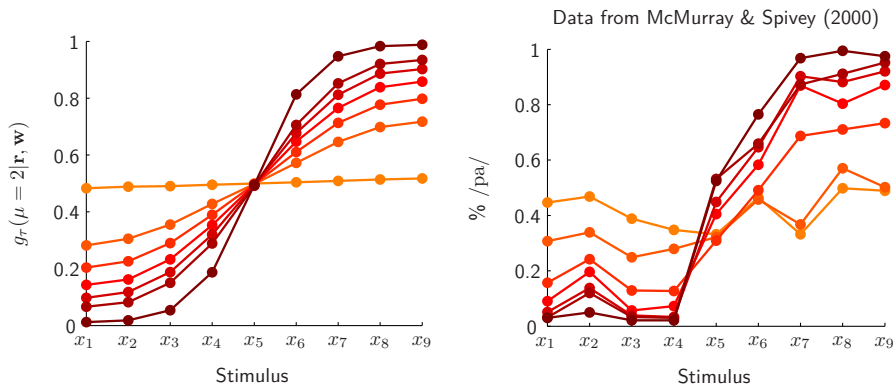 Data from McMurray & Spivey (2000)
g_τ(μ = 2|r, w)
1
0.8
0.6
0.4
0.2
0
x₁ x₂ x₃ x₄ x₅ x₆ x₇ x₈ x₉
Stimulus
% /pa/
1
0.8
0.6
0.4
0.2
0
x₁ x₂ x₃ x₄ x₅ x₆ x₇ x₈ x₉
Stimulus